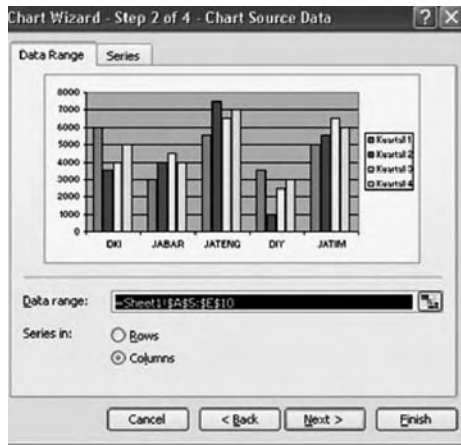 Chart Wizard - Step 2 of 4 - Chart Source Data
Data Range Series
8000
7000
6000
5000
4000
3000
2000
1000
0
DKI JABAR JATENG DIY JATIM
Kwartal 1
Kwartal 2
Kwartal 3
Kwartal 4
Data range: =Sheet1!$A$5:$E$10
Series in: Rows
Columns
Cancel < Back Next > Finish